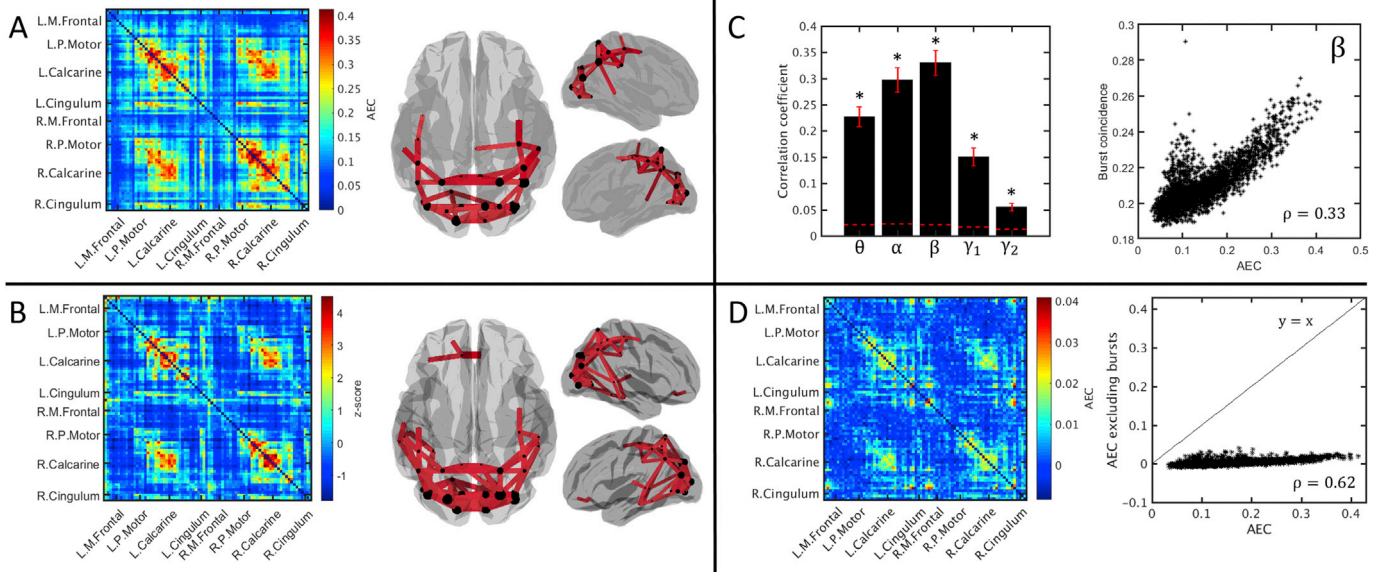 A
L.M.Frontal
L.P.Motor
L.Calcarine
L.Cingulum
R.M.Frontal
R.P.Motor
R.Calcarine
R.Cingulum
L.M.Frontal
L.P.Motor
L.Calcarine
L.Cingulum
R.M.Frontal
R.P.Motor
R.Calcarine
R.Cingulum
0.4
0.35
0.3
0.25
0.2
0.15
0.1
0.05
0
AEC
B
L.M.Frontal
L.P.Motor
L.Calcarine
L.Cingulum
R.M.Frontal
R.P.Motor
R.Calcarine
R.Cingulum
L.M.Frontal
L.P.Motor
L.Calcarine
L.Cingulum
R.M.Frontal
R.P.Motor
R.Calcarine
R.Cingulum
4
3
2
1
0
-1
z-score
C
Correlation coefficient
0.4
0.35
0.3
0.25
0.2
0.15
0.1
0.05
0
* * * * *
θ α β γ1 γ2
Burst coincidence
0.3
0.28
0.26
0.24
0.22
0.2
0.18
β
ρ = 0.33
0 0.1 0.2 0.3 0.4 0.5
AEC
D
L.M.Frontal
L.P.Motor
L.Calcarine
L.Cingulum
R.M.Frontal
R.P.Motor
R.Calcarine
R.Cingulum
L.M.Frontal
L.P.Motor
L.Calcarine
L.Cingulum
R.M.Frontal
R.P.Motor
R.Calcarine
R.Cingulum
0.04
0.03
0.02
0.01
0
AEC
AEC excluding bursts
0.4
0.3
0.2
0.1
0
-0.1
y = x
ρ = 0.62
0 0.1 0.2 0.3 0.4
AEC